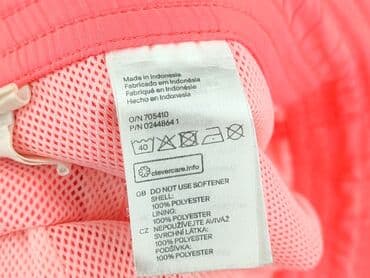 Made in Indonesia
Fabricado em Indonésia
Fabriqué en Indonésie
Hecho en Indonesia
O/N 705410
P/N 0244864 1
40
clevercare.info
GB DO NOT USE SOFTENER
SHELL:
100% POLYESTER
LINING:
100% POLYESTER
CZ NEPOUŽÍVEJTE AVIVÁŽ
SVRCHNÍ LÁTKA:
100% POLYESTER
PODŠÍVKA:
100% POLYESTER